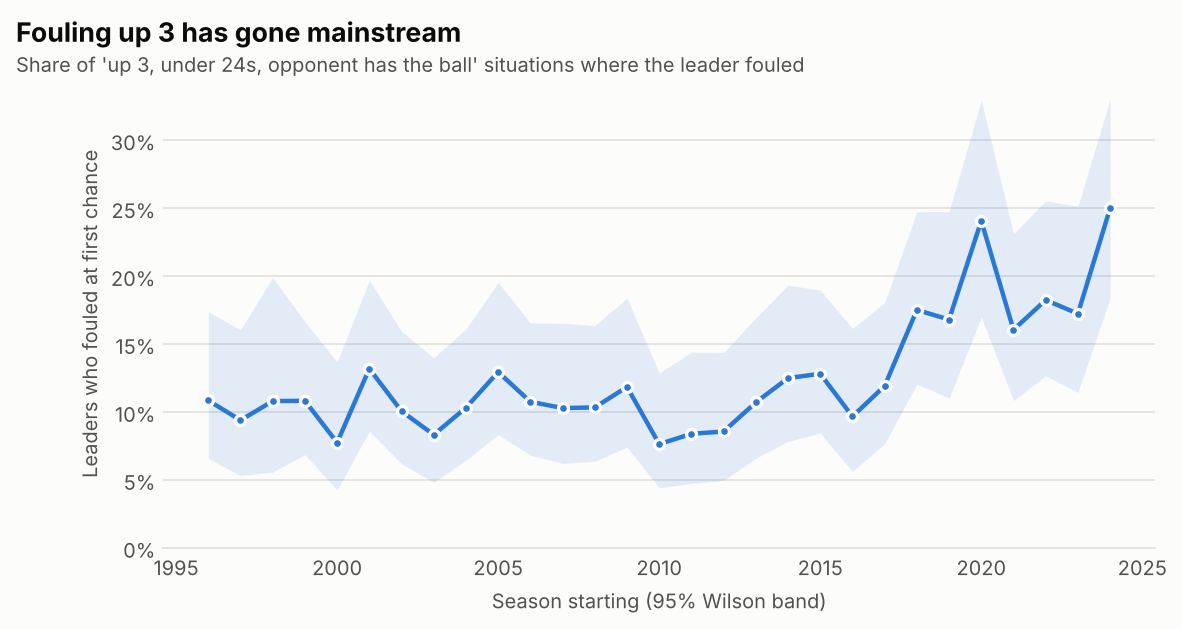 Fouling up 3 has gone mainstream
Share of 'up 3, under 24s, opponent has the ball' situations where the leader fouled
Leaders who fouled at first chance
30%
25%
20%
15%
10%
5%
0%
1995 2000 2005 2010 2015 2020 2025
Season starting (95% Wilson band)